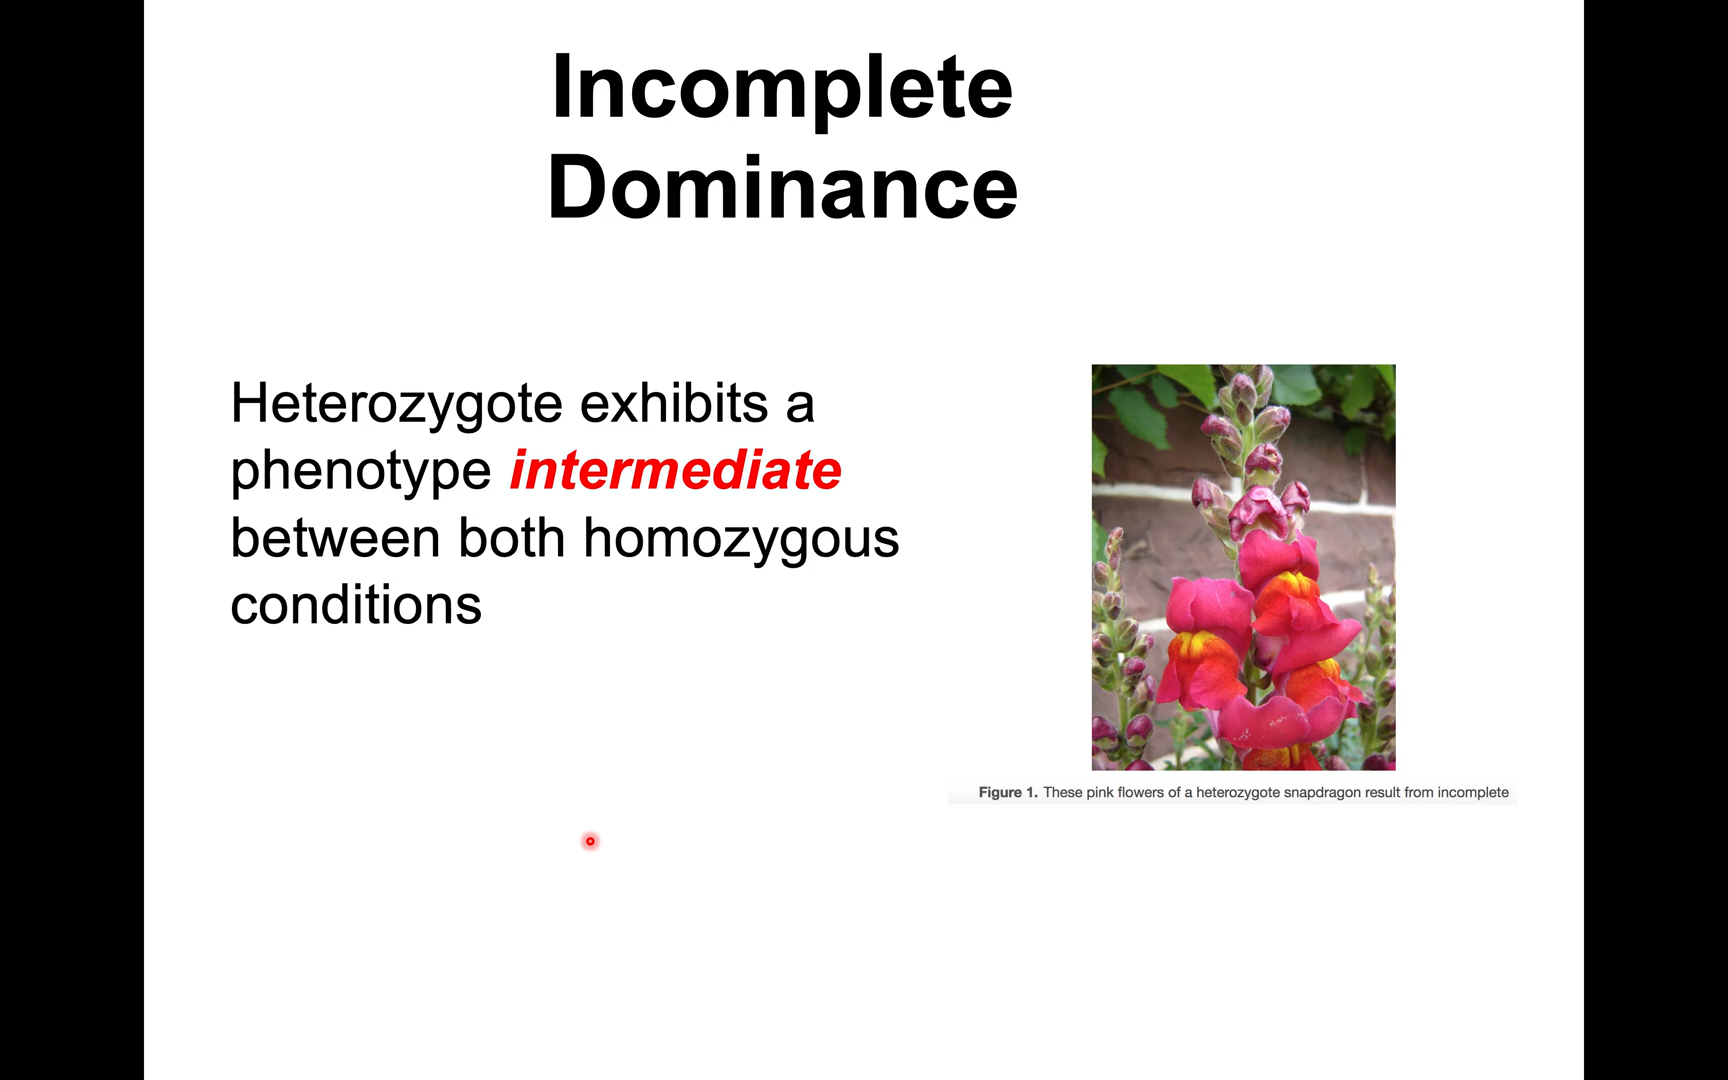 Incomplete
Dominance
Heterozygote exhibits a
phenotype intermediate
between both homozygous
conditions
Figure 1. These pink flowers of a heterozygote snapdragon result from incomplete